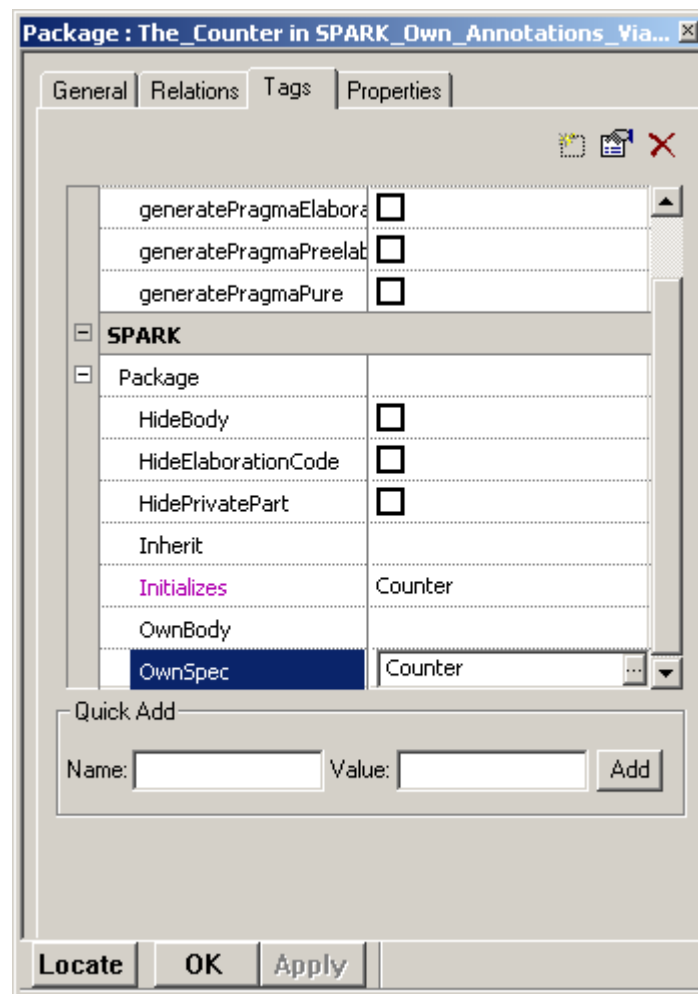 Package : The_Counter in SPARK_Own_Annotations_Via...
General Relations Tags Properties
generatePragmaElabora
generatePragmaPreelab
generatePragmaPure
SPARK
Package
HideBody
HideElaborationCode
HidePrivatePart
Inherit
Initializes Counter
OwnBody
OwnSpec Counter ...
Quick Add
Name: Value: Add
Locate OK Apply